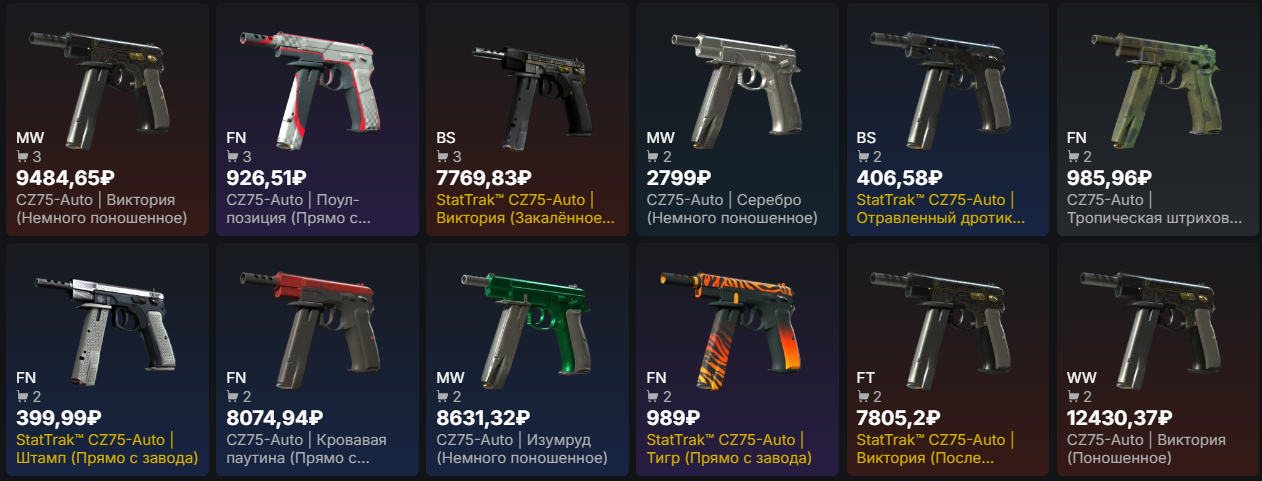 MW
3
9484,65₽
CZ75-Auto | Виктория
(Немного поношенное)
FN
3
926,51₽
CZ75-Auto | Поул-
позиция (Прямо с...
BS
3
7769,83₽
StatTrak™ CZ75-Auto |
Виктория (Закалённое...
MW
2
2799₽
CZ75-Auto | Серебро
(Немного поношенное)
BS
2
406,58₽
StatTrak™ CZ75-Auto |
Отравленный дротик...
FN
2
985,96₽
CZ75-Auto |
Тропическая штрихов...
FN
2
399,99₽
StatTrak™ CZ75-Auto |
Штамп (Прямо с завода)
FN
2
8074,94₽
CZ75-Auto | Кровавая
паутина (Прямо с...
MW
2
8631,32₽
CZ75-Auto | Изумруд
(Немного поношенное)
FN
2
989₽
StatTrak™ CZ75-Auto |
Тигр (Прямо с завода)
FT
2
7805,2₽
StatTrak™ CZ75-Auto |
Виктория (После...
WW
2
12430,37₽
CZ75-Auto | Виктория
(Поношенное)